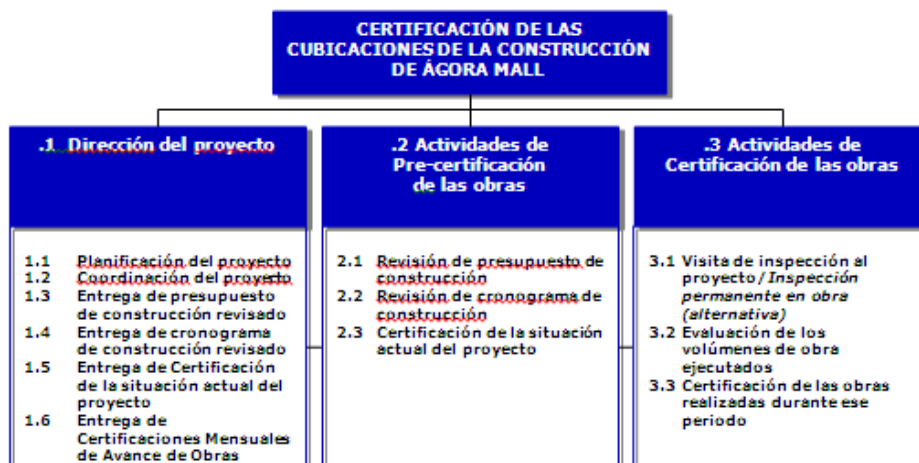 CERTIFICACIÓN DE LAS
CUBICACIONES DE LA CONSTRUCCIÓN
DE ÁGORA MALL
.1 Dirección del proyecto
.2 Actividades de
Pre-certificación
de las obras
.3 Actividades de
Certificación de las obras
1.1 Planificación del proyecto
1.2 Coordinación del proyecto
1.3 Entrega de presupuesto
de construcción revisado
1.4 Entrega de cronograma
de construcción revisado
1.5 Entrega de Certificación
de la situación actual del
proyecto
1.6 Entrega de
Certificaciones Mensuales
de Avance de Obras
2.1 Revisión de presupuesto de
construcción
2.2 Revisión de cronograma de
construcción
2.3 Certificación de la situación
actual del proyecto
3.1 Visita de inspección al
proyecto/Inspección
permanente en obra
(alternativa)
3.2 Evaluación de los
volúmenes de obra
ejecutados
3.3 Certificación de las obras
realizadas durante ese
periodo